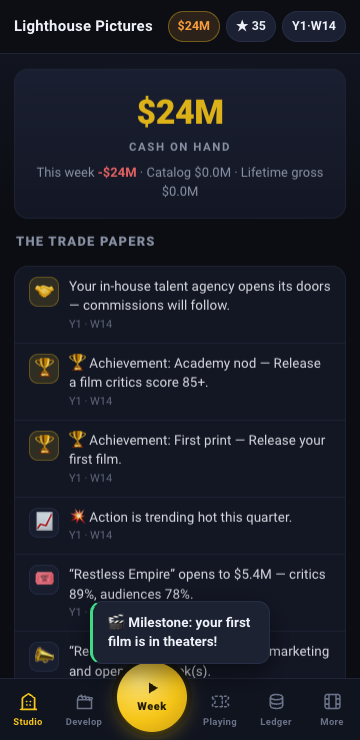 Lighthouse Pictures
$24M
★ 35
Y1·W14
$24M
CASH ON HAND
This week -$24M · Catalog $0.0M · Lifetime gross
$0.0M
THE TRADE PAPERS
Your in-house talent agency opens its doors
— commissions will follow.
Y1 · W14
🏆 Achievement: Academy nod — Release
a film critics score 85+.
Y1 · W14
🏆 Achievement: First print — Release your
first film.
Y1 · W14
💥 Action is trending hot this quarter.
Y1 · W14
“Restless Empire” opens to $5.4M — critics
89%, audiences 78%.
Y1 ·
🎬 Milestone: your first
film is in theaters!
marketing
Week
Studio
Develop
Playing
Ledger
More